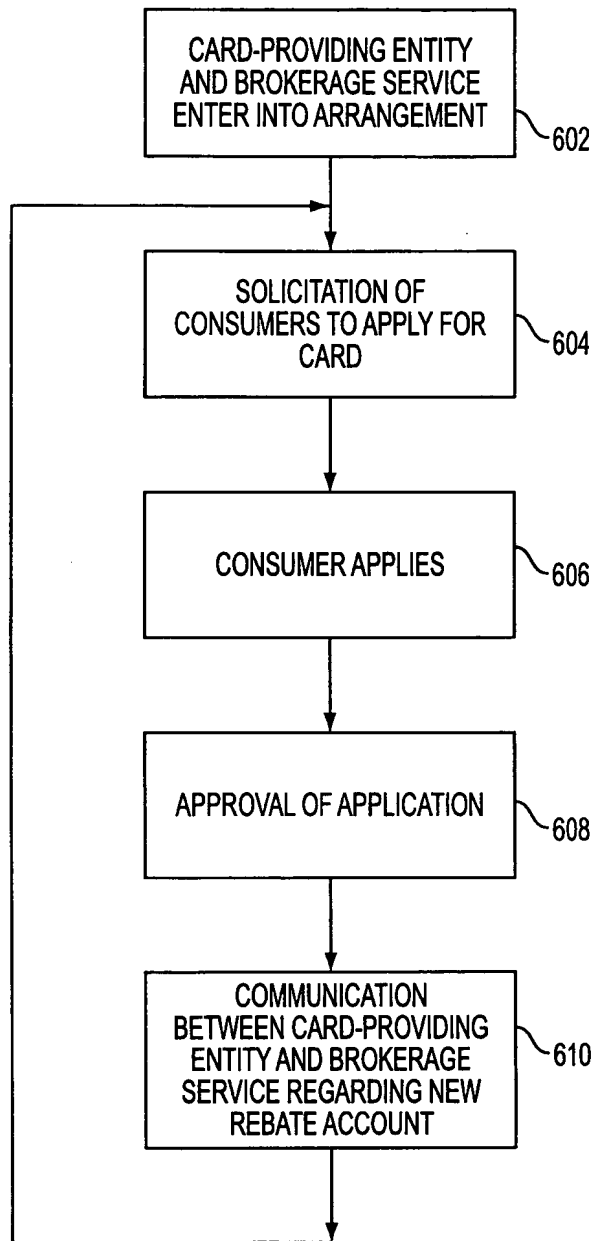 CARD-PROVIDING ENTITY
AND BROKERAGE SERVICE
ENTER INTO ARRANGEMENT
602
SOLICITATION OF
CONSUMERS TO APPLY FOR
CARD
604
CONSUMER APPLIES
606
APPROVAL OF APPLICATION
608
COMMUNICATION
BETWEEN CARD-PROVIDING
ENTITY AND BROKERAGE
SERVICE REGARDING NEW
REBATE ACCOUNT
610